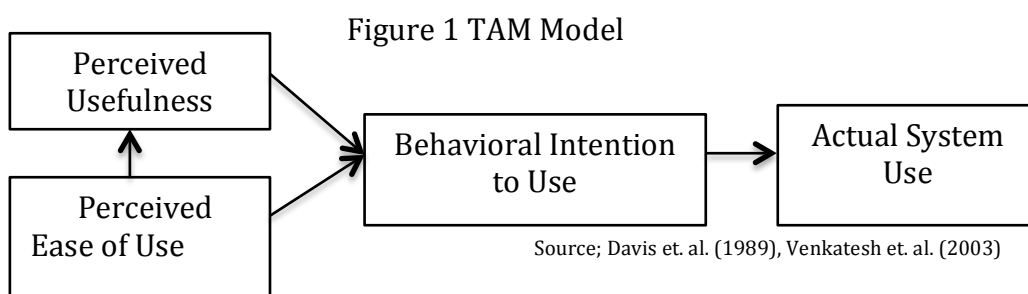 Figure 1 TAM Model
Perceived
Usefulness
Perceived
Ease of Use
Behavioral Intention
to Use
Actual System
Use
Source; Davis et. al. (1989), Venkatesh et. al. (2003)